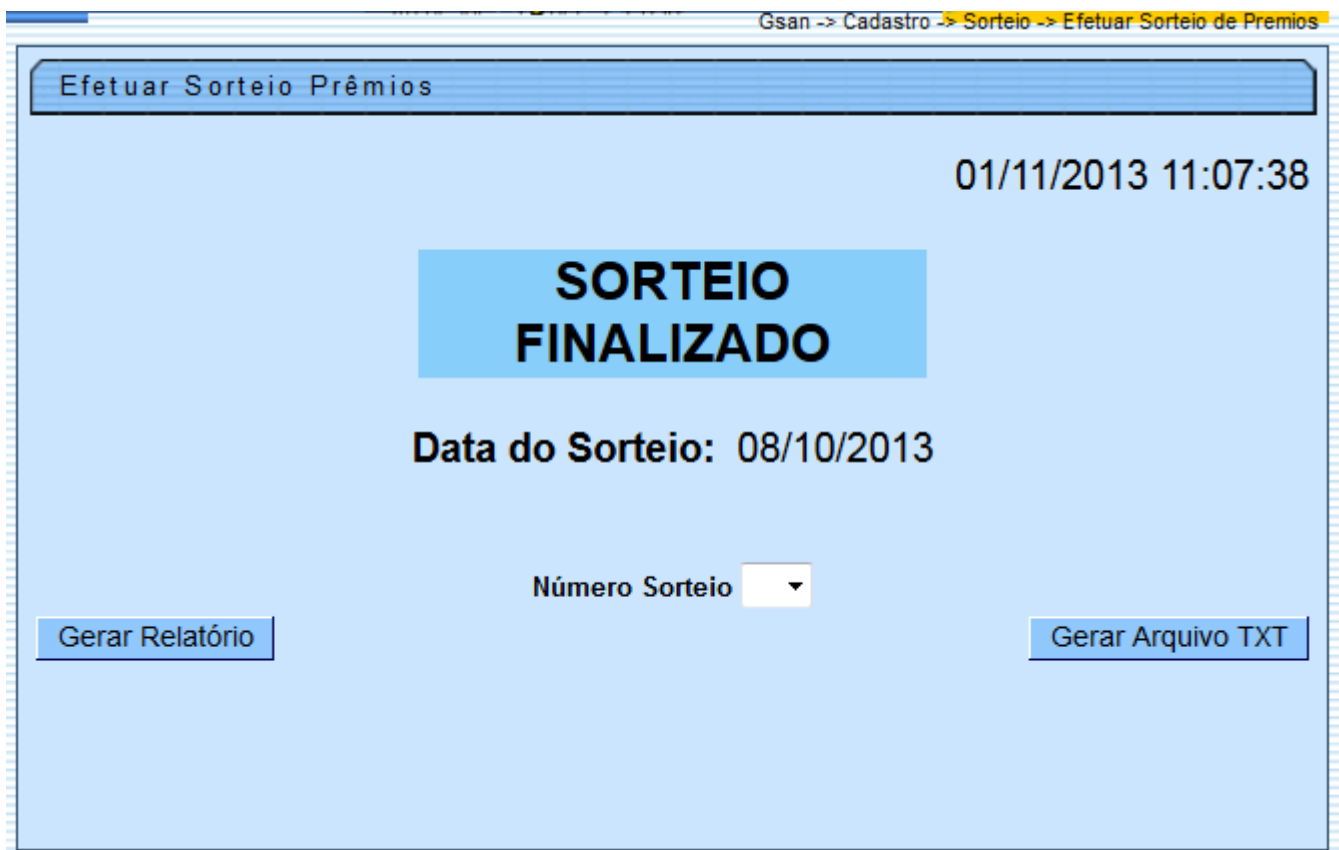 Gsan -> Cadastro -> Sorteio -> Efetuar Sorteio de Premios
Efetuar Sorteio Prêmios
01/11/2013 11:07:38
SORTEIO
FINALIZADO
Data do Sorteio: 08/10/2013
Número Sorteio
Gerar Relatório
Gerar Arquivo TXT